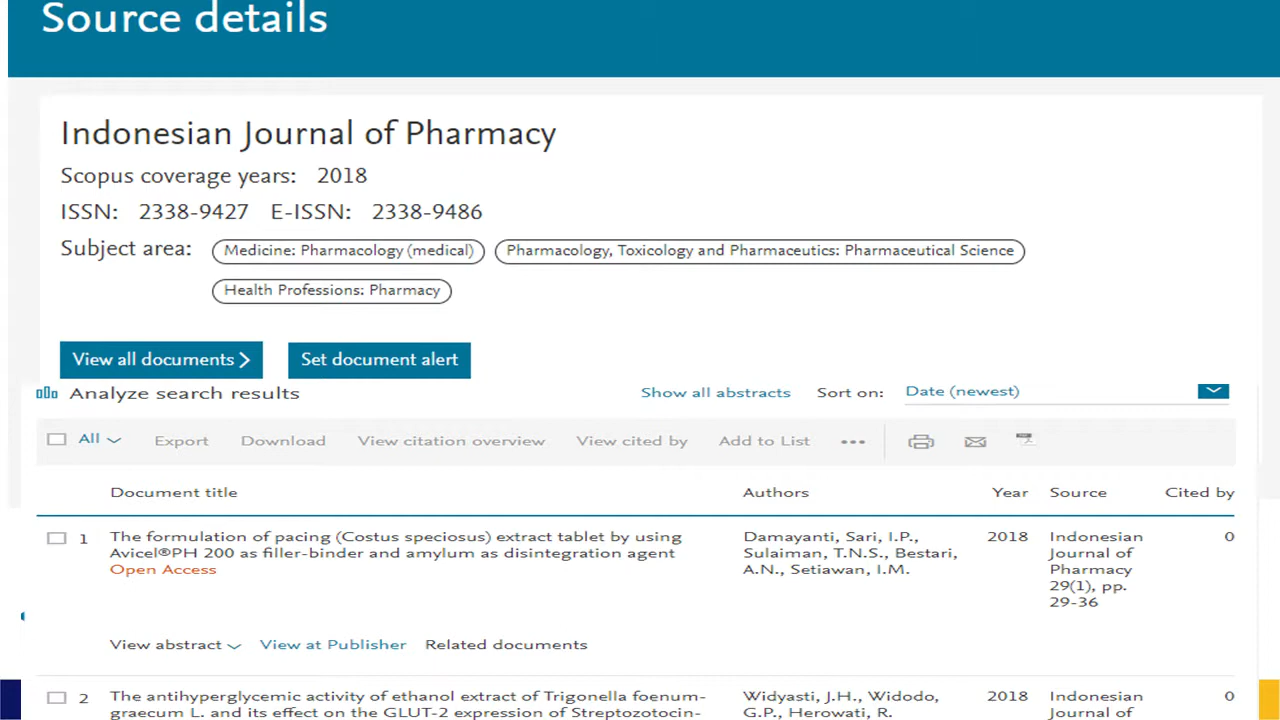 Source details
Indonesian Journal of Pharmacy
Scopus coverage years: 2018
ISSN: 2338-9427 E-ISSN: 2338-9486
Subject area: Medicine: Pharmacology (medical) Pharmacology, Toxicology and Pharmaceutics: Pharmaceutical Science
Health Professions: Pharmacy
View all documents Set document alert
Analyze search results Show all abstracts Sort on: Date (newest)
All Export Download View citation overview View cited by Add to List •••
Document title Authors Year Source Cited by
1 The formulation of pacing (Costus speciosus) extract tablet by using Damayanti, Sari, I.P., 2018 Indonesian 0
Avicel®PH 200 as filler-binder and amylum as disintegration agent Sulaiman, T.N.S., Bestari, Journal of
Open Access A.N., Setiawan, I.M. Pharmacy
29(1), pp.
29-36
View abstract View at Publisher Related documents
2 The antihyperglycemic activity of ethanol extract of Trigonella foenum- Widyasti, J.H., Widodo, 2018 Indonesian 0
graecum L. and its effect on the GLUT-2 expression of Streptozotocin- G.P., Herowati, R. Journal of